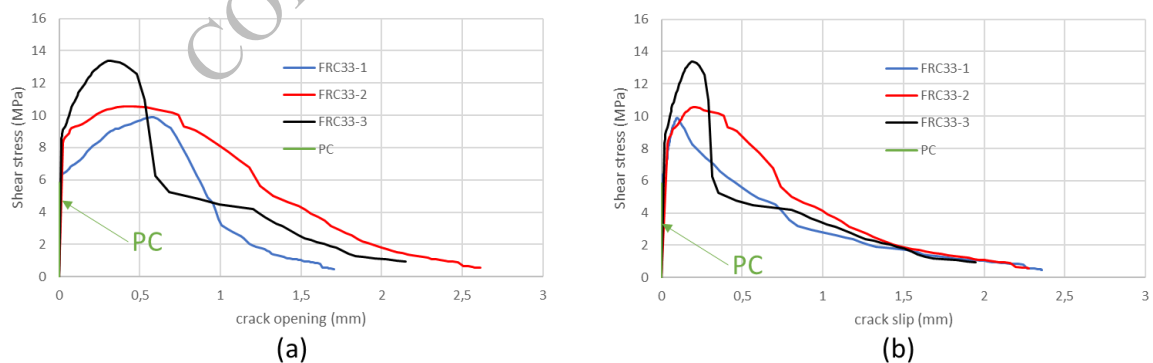 CO
16
14
12
10
8
6
4
2
0
Shear stress (MPa)
FRC33-1
FRC33-2
FRC33-3
PC
PC
0 0,5 1 1,5 2 2,5 3
crack opening (mm)
(a)
16
14
12
10
8
6
4
2
0
Shear stress (MPa)
FRC33-1
FRC33-2
FRC33-3
PC
PC
0 0,5 1 1,5 2 2,5 3
crack slip (mm)
(b)